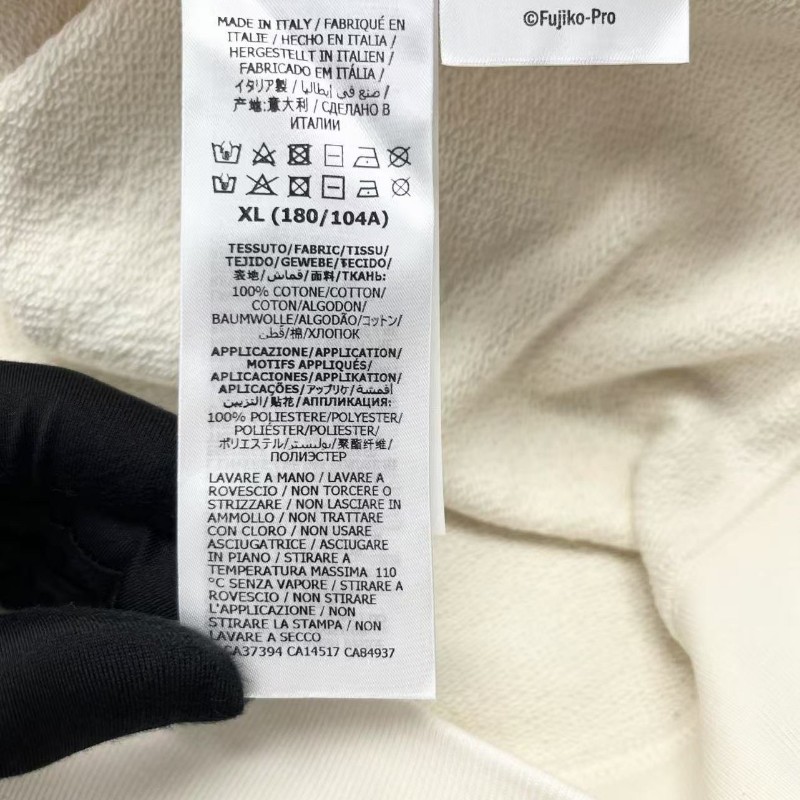 MADE IN ITALY / FABRIQUÉ EN
ITALIE / HECHO EN ITALIA /
HERGESTELLT IN ITALIEN /
FABRICADO EM ITÁLIA /
イタリア製 / صنع في أيطاليا /
产地:意大利 / СДЕЛАНО В
ИТАЛИИ
XL (180/104A)
TESSUTO/FABRIC/TISSU/
TEJIDO/GEWEBE/TECIDO/
表地/قماش/面料/ТКАНЬ:
100% COTONE/COTTON/
COTON/ALGODON/
BAUMWOLLE/ALGODÃO/コットン/
قطن/棉/ХЛОПОК
APPLICAZIONE/APPLICATION/
MOTIFS APPLIQUÉS/
APLICACIONES/APPLIKATION/
APLICAÇÕES/アップリケ/أقمشة
التزيين/貼花/АППЛИКАЦИЯ:
100% POLIESTERE/POLYESTER/
POLIÉSTER/POLIESTER/
ポリエステル/بوليستر/聚酯纤维/
ПОЛИЭСТЕР
LAVARE A MANO / LAVARE A
ROVESCIO / NON TORCERE O
STRIZZARE / NON LASCIARE IN
AMMOLLO / NON TRATTARE
CON CLORO / NON USARE
ASCIUGATRICE / ASCIUGARE
IN PIANO / STIRARE A
TEMPERATURA MASSIMA 110
°C SENZA VAPORE / STIRARE A
ROVESCIO / NON STIRARE
L'APPLICAZIONE / NON
STIRARE LA STAMPA / NON
LAVARE A SECCO
CA37394 CA14517 CA84937
©Fujiko-Pro